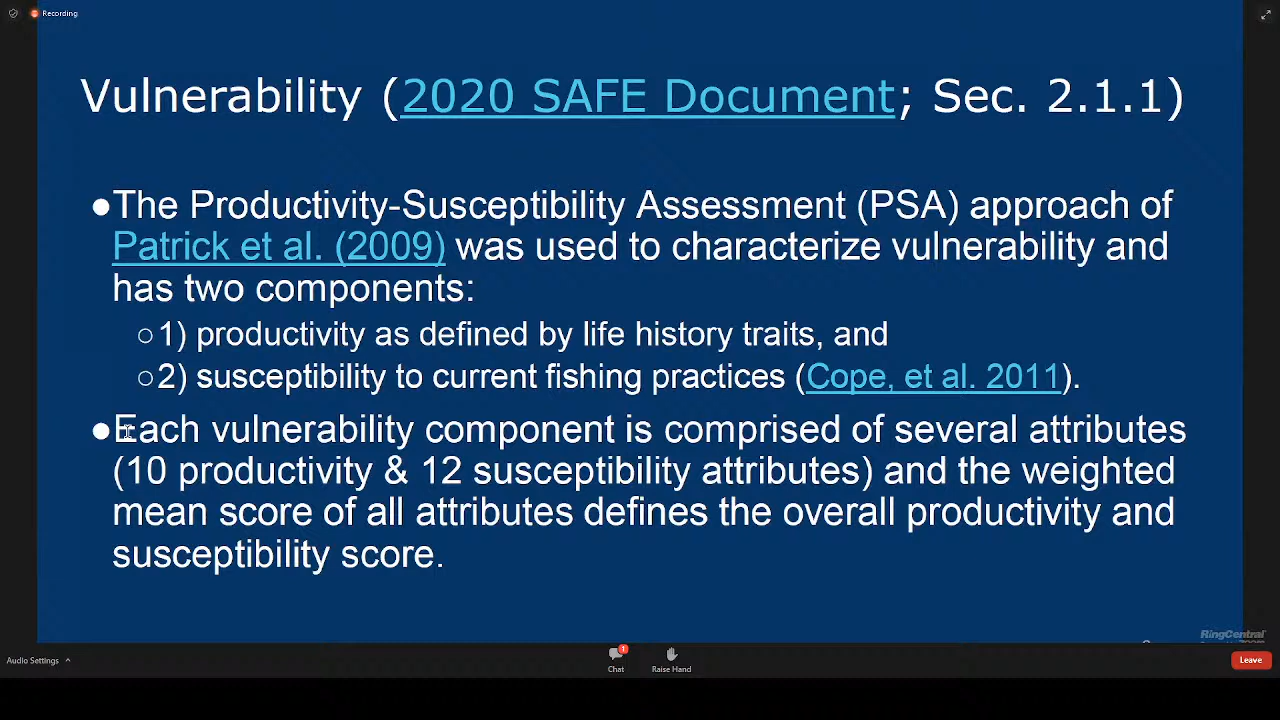 Recording
Vulnerability (2020 SAFE Document; Sec. 2.1.1)
●The Productivity-Susceptibility Assessment (PSA) approach of
Patrick et al. (2009) was used to characterize vulnerability and
has two components:
○1) productivity as defined by life history traits, and
○2) susceptibility to current fishing practices (Cope, et al. 2011).
●Each vulnerability component is comprised of several attributes
(10 productivity & 12 susceptibility attributes) and the weighted
mean score of all attributes defines the overall productivity and
susceptibility score.
RingCentral
Audio Settings
1
Chat
Raise Hand
Leave